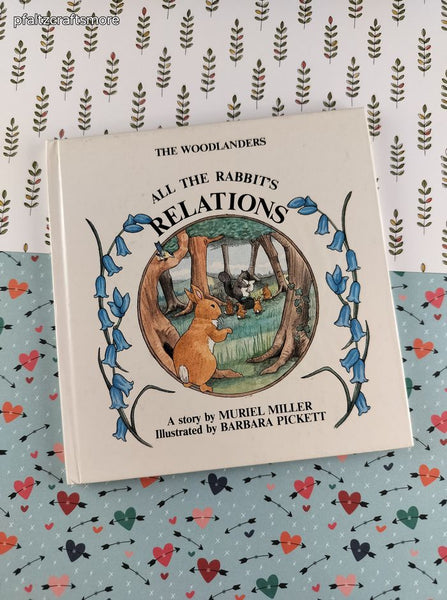 pfaltzcraftsmore
THE WOODLANDERS
ALL THE RABBIT'S
RELATIONS
A story by MURIEL MILLER
Illustrated by BARBARA PICKETT